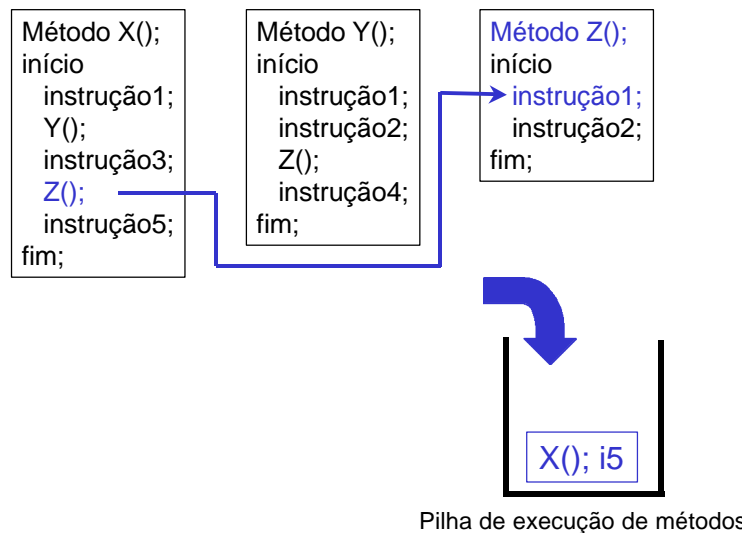 Método X();
início
instrução1;
Y();
instrução3;
Z();
instrução5;
fim;
Método Y();
início
instrução1;
instrução2;
Z();
instrução4;
fim;
Método Z();
início
instrução1;
instrução2;
fim;
X(); i5
Pilha de execução de métodos